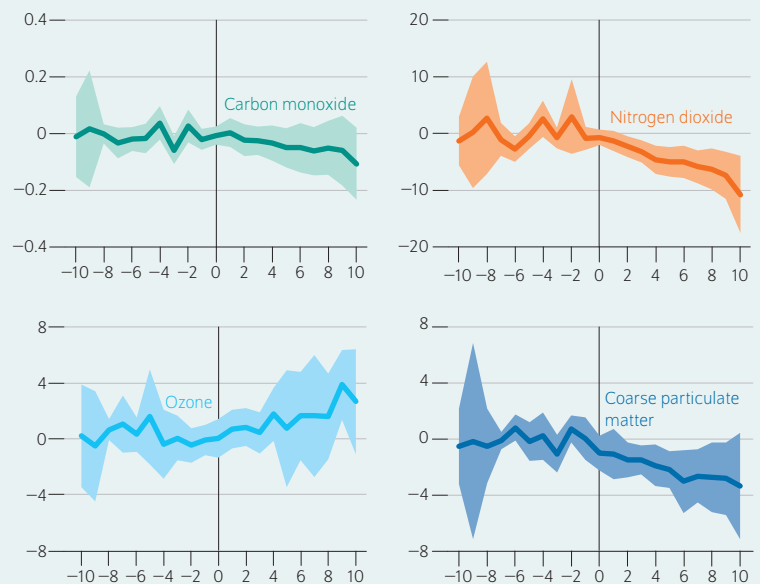 0.4
0.2
0
−0.2
−0.4
Carbon monoxide
−10 −8 −6 −4 −2 0 2 4 6 8 10
20
10
0
−10
−20
Nitrogen dioxide
−10 −8 −6 −4 −2 0 2 4 6 8 10
8
4
0
−4
−8
Ozone
−10 −8 −6 −4 −2 0 2 4 6 8 10
8
4
0
−4
−8
Coarse particulate
matter
−10 −8 −6 −4 −2 0 2 4 6 8 10